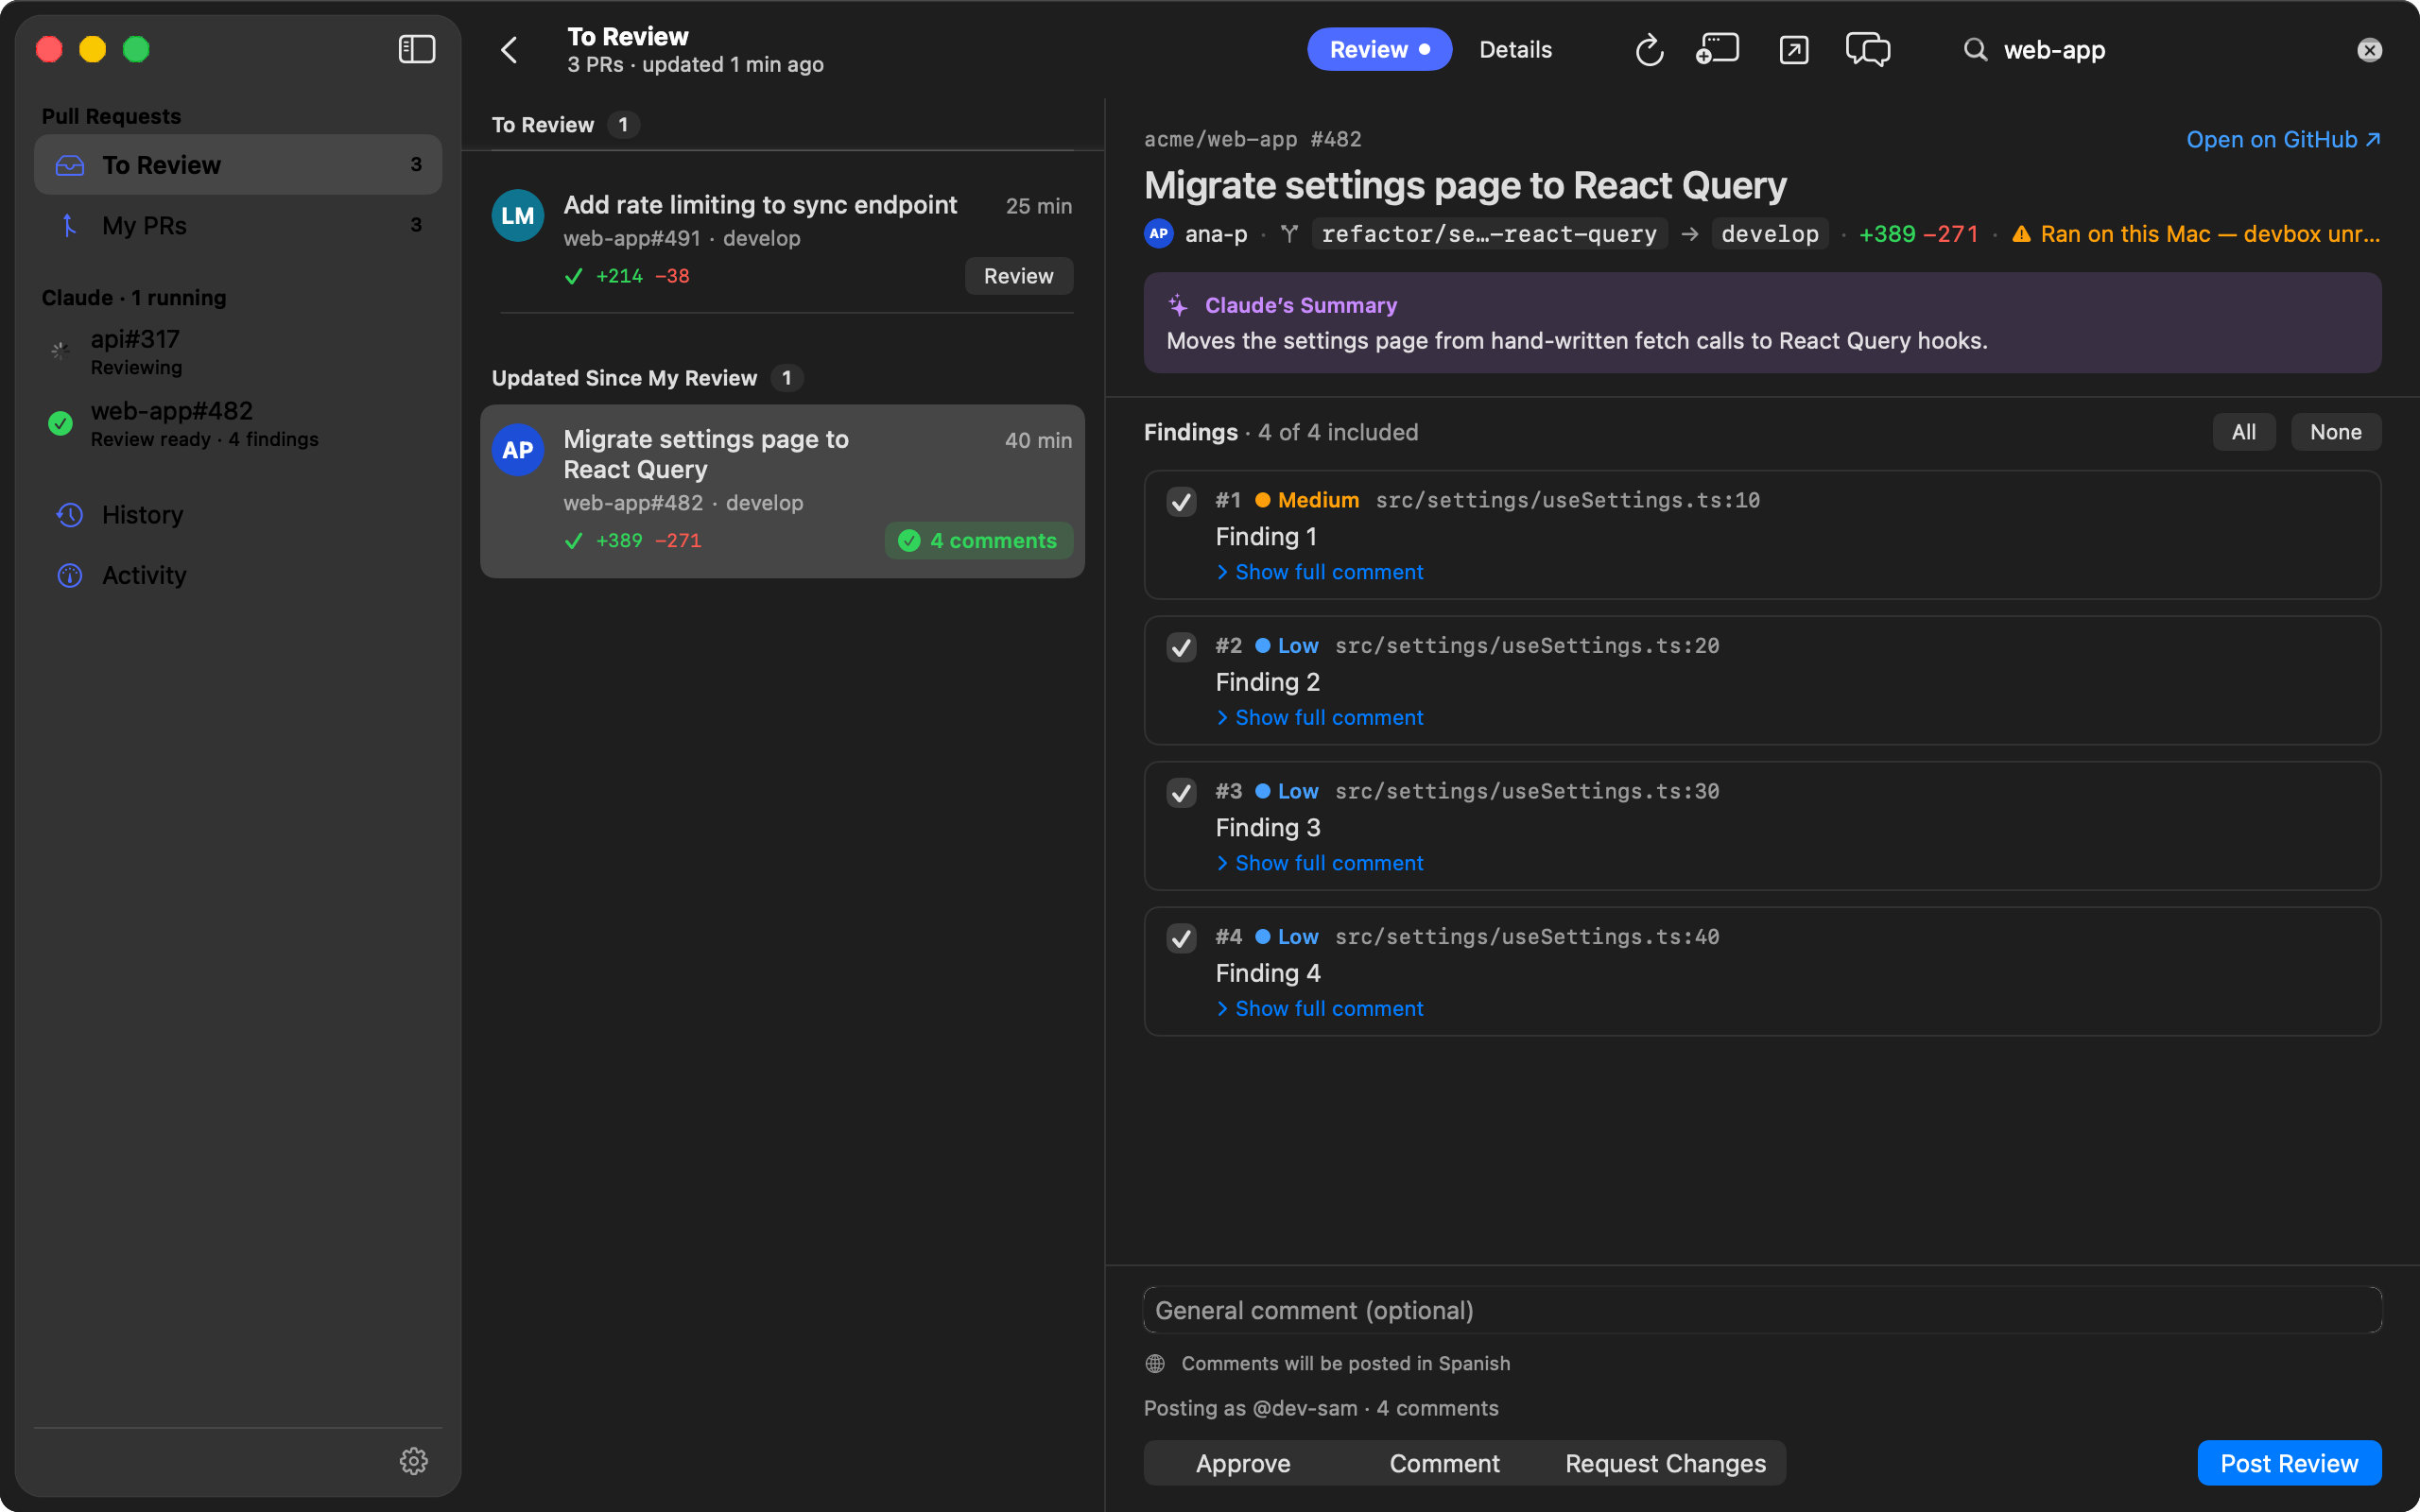 Pull Requests
To Review 3
My PRs 3
Claude · 1 running
api#317
Reviewing
web-app#482
Review ready · 4 findings
History
Activity
To Review
3 PRs · updated 1 min ago
Review
Details
web-app
To Review 1
LM
Add rate limiting to sync endpoint 25 min
web-app#491 · develop
+214 −38
Review
Updated Since My Review 1
AP
Migrate settings page to 40 min
React Query
web-app#482 · develop
+389 −271
4 comments
acme/web-app #482
Open on GitHub ↗
Migrate settings page to React Query
AP ana-p · refactor/se…-react-query → develop · +389 −271 · Ran on this Mac — devbox unr…
Claude’s Summary
Moves the settings page from hand-written fetch calls to React Query hooks.
Findings · 4 of 4 included
All
None
#1 Medium src/settings/useSettings.ts:10
Finding 1
Show full comment
#2 Low src/settings/useSettings.ts:20
Finding 2
Show full comment
#3 Low src/settings/useSettings.ts:30
Finding 3
Show full comment
#4 Low src/settings/useSettings.ts:40
Finding 4
Show full comment
General comment (optional)
Comments will be posted in Spanish
Posting as @dev-sam · 4 comments
Approve
Comment
Request Changes
Post Review